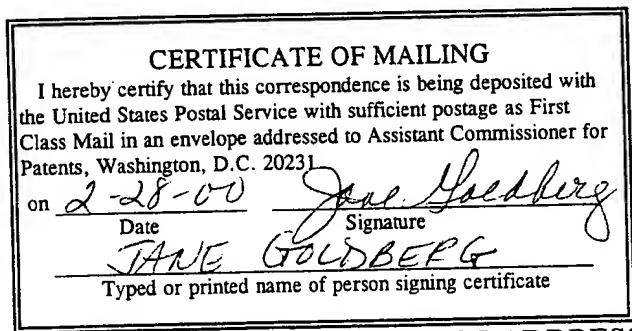 CERTIFICATE OF MAILING
I hereby certify that this correspondence is being deposited with
the United States Postal Service with sufficient postage as First
Class Mail in an envelope addressed to Assistant Commissioner for
Patents, Washington, D.C. 20231
on 2-28-00 Jane Goldberg
Date Signature
JANE GOLDBERG
Typed or printed name of person signing certificate